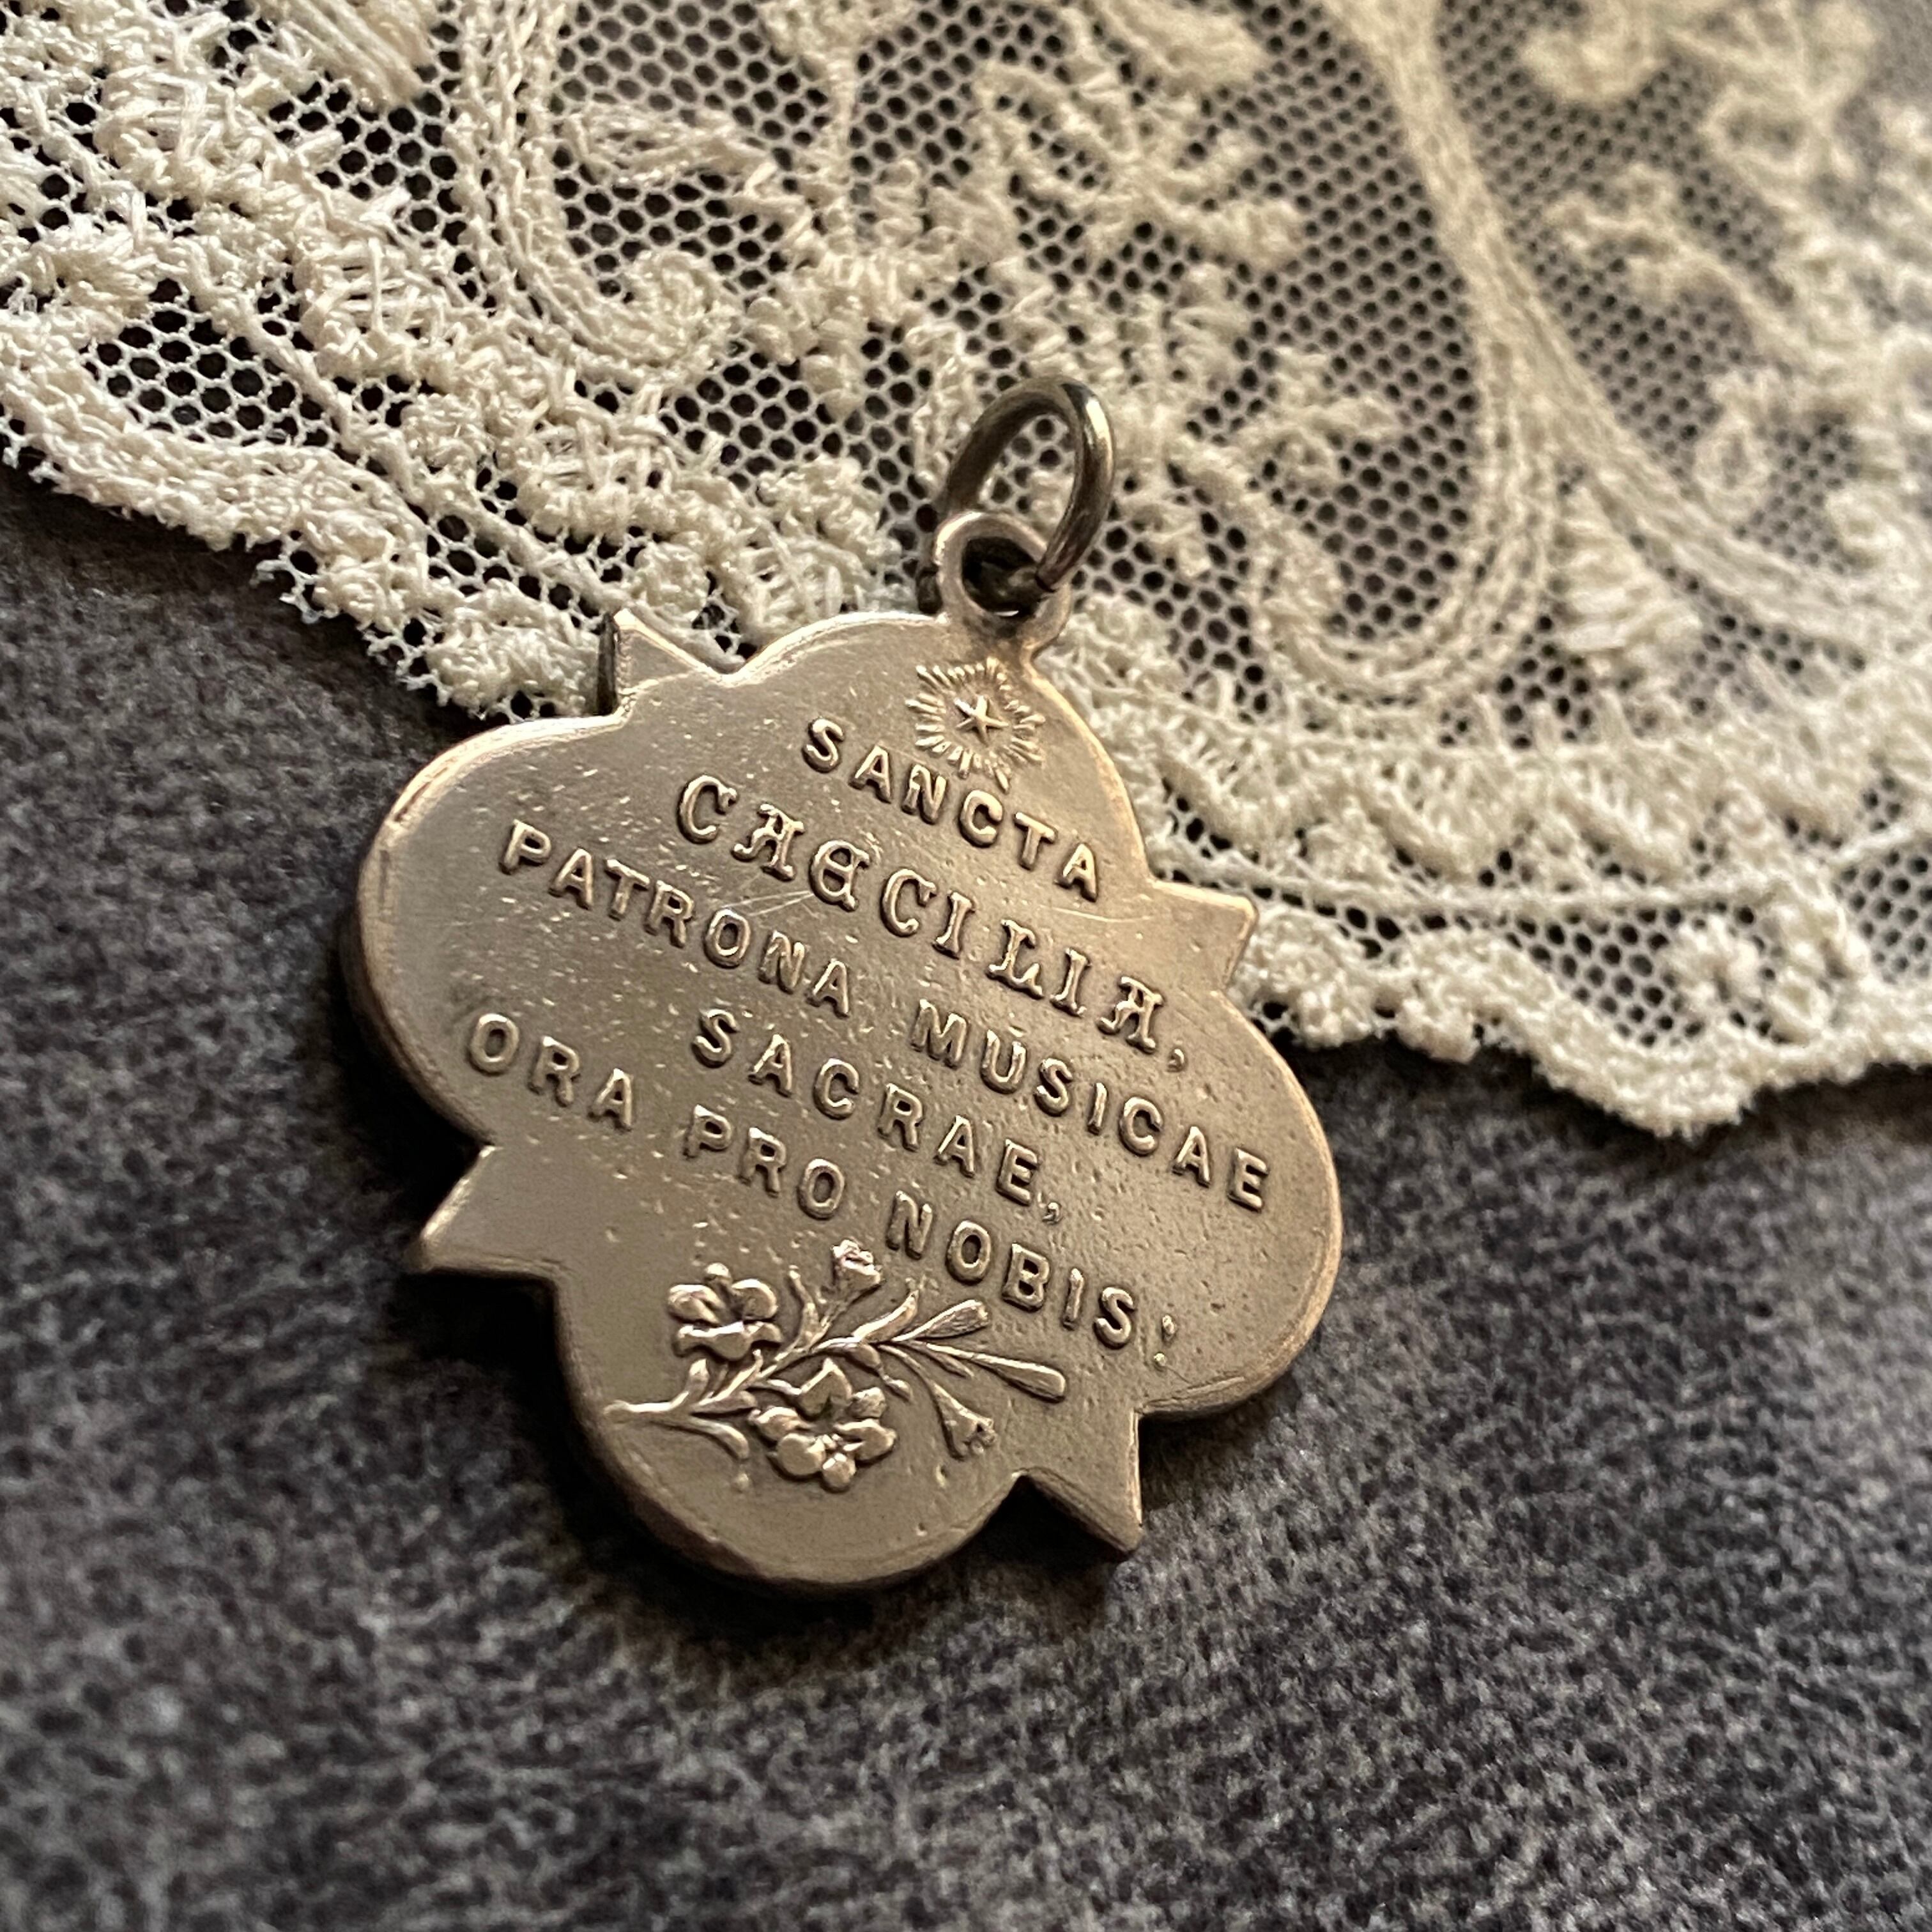 SANCTA
CAECILIA,
PATRONA MUSICAE
SACRAE,
ORA PRO NOBIS!